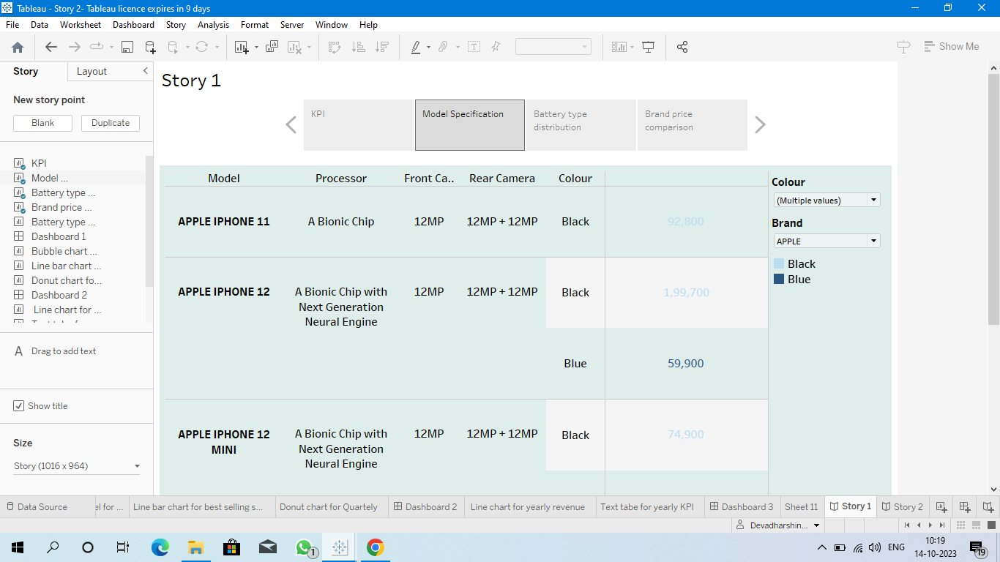 Tableau - Story 2- Tableau licence expires in 9 days
File Data Worksheet Dashboard Story Analysis Format Server Window Help
Show Me
Story Layout
New story point
Blank Duplicate
KPI
Model ...
Battery type ...
Brand price ...
Battery type ...
Dashboard 1
Bubble chart ...
Line bar chart ...
Donut chart fo...
Dashboard 2
Line chart for ...
A Drag to add text
Show title
Size
Story (1016 x 964)
Story 1
KPI
Model Specification
Battery type
distribution
Brand price
comparison
Model Processor Front Ca.. Rear Camera Colour
APPLE IPHONE 11 A Bionic Chip 12MP 12MP + 12MP Black 92,800
APPLE IPHONE 12 A Bionic Chip with 12MP 12MP + 12MP Black 1,99,700
Next Generation
Neural Engine
Blue 59,900
APPLE IPHONE 12 A Bionic Chip with 12MP 12MP + 12MP Black 74,900
MINI Next Generation
Neural Engine
Colour
(Multiple values)
Brand
APPLE
Black
Blue
Data Source el for ... Line bar chart for best selling s... Donut chart for Quartely Dashboard 2 Line chart for yearly revenue Text tabe for yearly KPI Dashboard 3 Sheet 11 Story 1 Story 2
Devadharshin...
1
ENG
10:19
14-10-2023
19